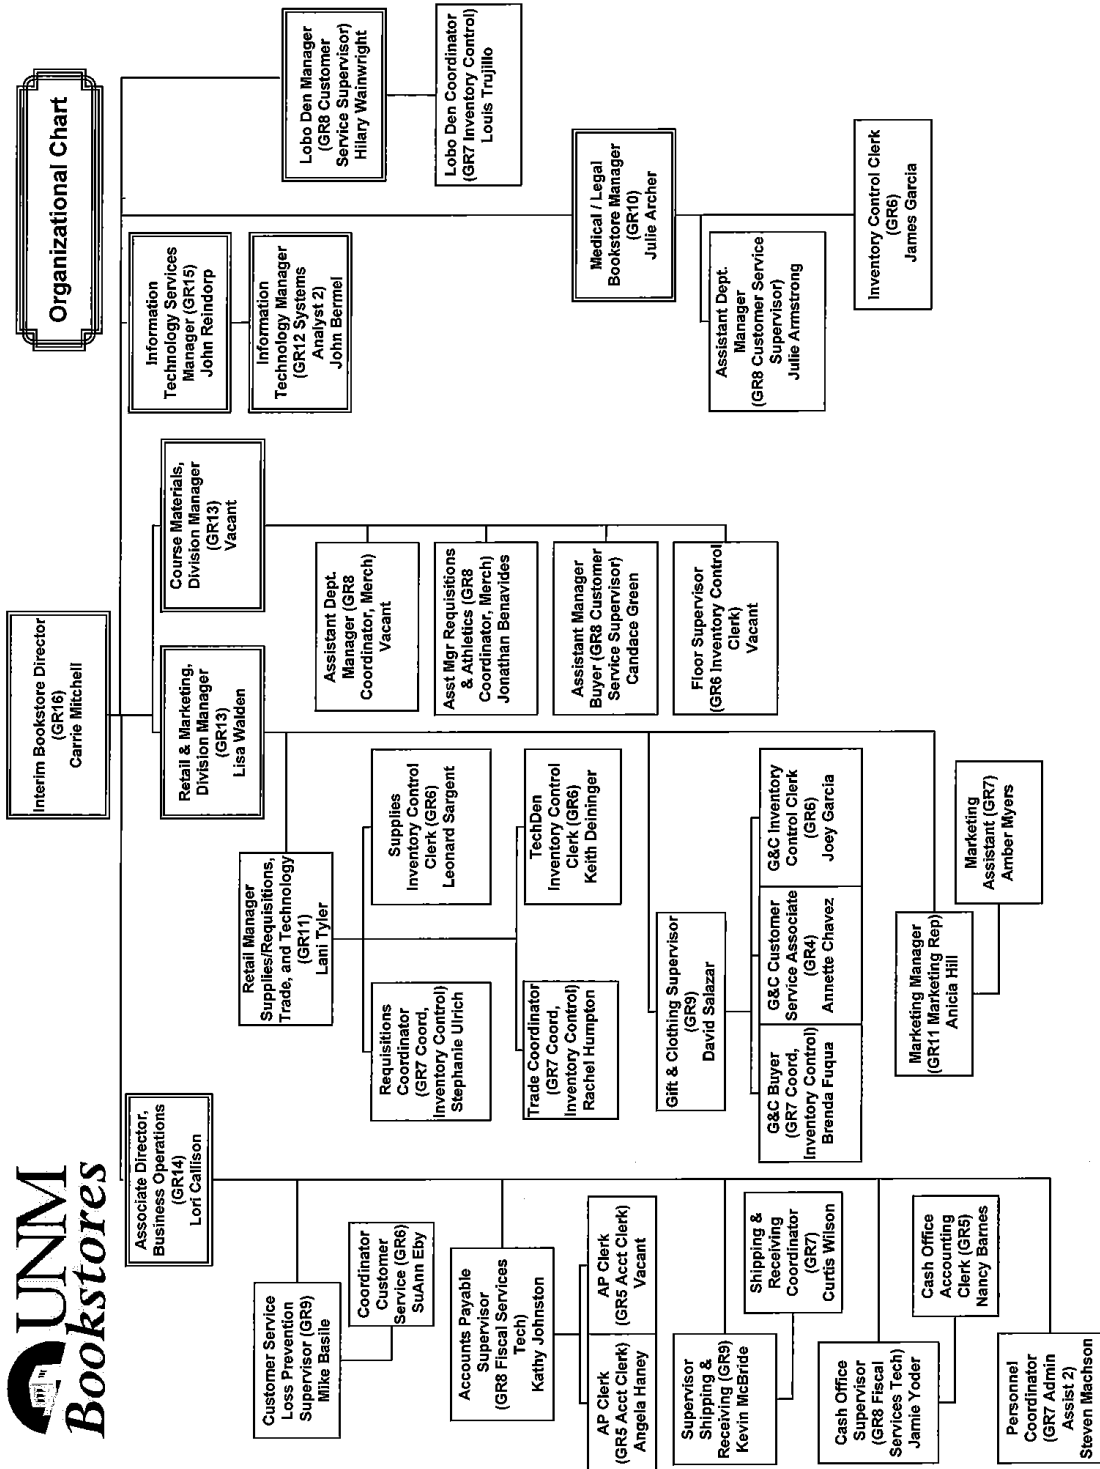 UNM
Bookstores
Organizational Chart
Interim Bookstore Director
(GR16)
Carrie Mitchell
Associate Director,
Business Operations
(GR14)
Lori Callison
Customer Service
Loss Prevention
Supervisor (GR9)
Mike Basile
Coordinator
Customer
Service (GR6)
SuAnn Eby
Accounts Payable
Supervisor
(GR8 Fiscal Services
Tech)
Kathy Johnston
AP Clerk
(GR5 Acct Clerk)
Angela Haney
AP Clerk
(GR5 Acct Clerk)
Vacant
Supervisor
Shipping &
Receiving (GR9)
Kevin McBride
Shipping &
Receiving
Coordinator
(GR7)
Curtis Wilson
Cash Office
Supervisor
(GR8 Fiscal
Services Tech)
Jamie Yoder
Cash Office
Accounting
Clerk (GR5)
Nancy Barnes
Personnel
Coordinator
(GR7 Admin
Assist 2)
Steven Machson
Retail & Marketing,
Division Manager
(GR13)
Lisa Walden
Retail Manager
Supplies/Requisitions,
Trade, and Technology
(GR11)
Lani Tyler
Requisitions
Coordinator
(GR7 Coord,
Inventory Control)
Stephanie Ulrich
Supplies
Inventory Control
Clerk (GR6)
Leonard Sargent
Trade Coordinator
(GR7 Coord,
Inventory Control)
Rachel Humpton
TechDen
Inventory Control
Clerk (GR6)
Keith Deininger
Gift & Clothing Supervisor
(GR9)
David Salazar
G&C Buyer
(GR7 Coord,
Inventory Control)
Brenda Fuqua
G&C Customer
Service Associate
(GR4)
Annette Chavez
G&C Inventory
Control Clerk
(GR6)
Joey Garcia
Marketing Manager
(GR11 Marketing Rep)
Anicia Hill
Marketing
Assistant (GR7)
Amber Myers
Course Materials,
Division Manager
(GR13)
Vacant
Assistant Dept.
Manager (GR8
Coordinator, Merch)
Vacant
Asst Mgr Requisitions
& Athletics (GR8
Coordinator, Merch)
Jonathan Benavides
Assistant Manager
Buyer (GR8 Customer
Service Supervisor)
Candace Green
Floor Supervisor
(GR6 Inventory Control
Clerk)
Vacant
Information
Technology Services
Manager (GR15)
John Reindorp
Information
Technology Manager
(GR12 Systems
Analyst 2)
John Bermel
Medical / Legal
Bookstore Manager
(GR10)
Julie Archer
Assistant Dept.
Manager
(GR8 Customer Service
Supervisor)
Julie Armstrong
Inventory Control Clerk
(GR6)
James Garcia
Lobo Den Manager
(GR8 Customer
Service Supervisor)
Hilary Wainwright
Lobo Den Coordinator
(GR7 Inventory Control)
Louis Trujillo